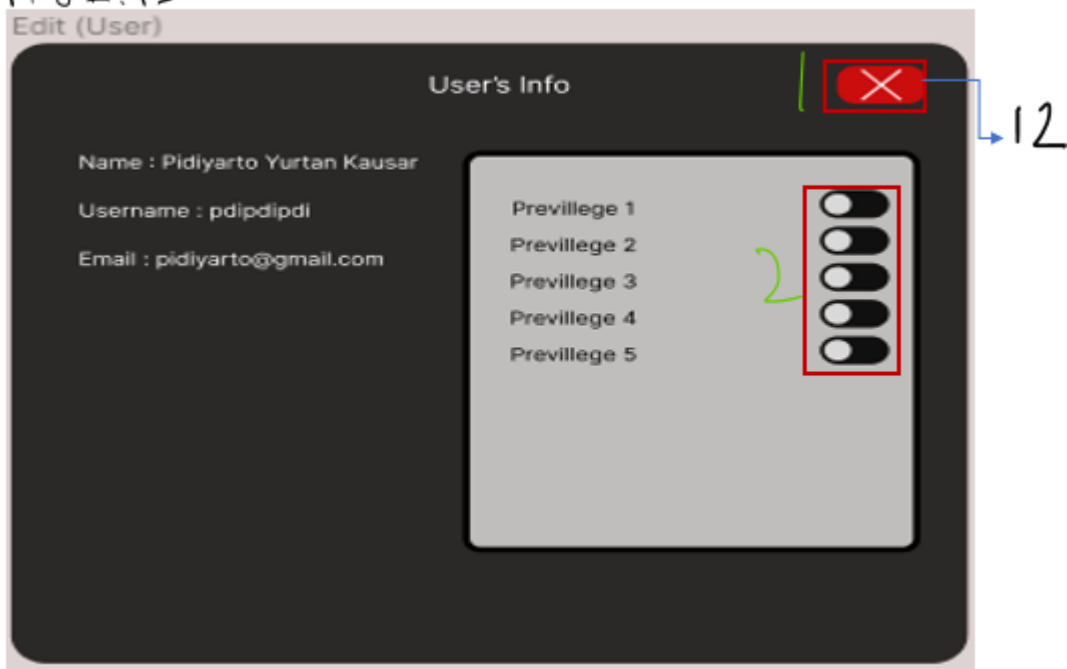 Edit (User)
User's Info
1
12
Name : Pidiyarto Yurtan Kausar
Username : pdipdipdi
Email : pidiyarto@gmail.com
Previllege 1
Previllege 2
2
Previllege 3
Previllege 4
Previllege 5